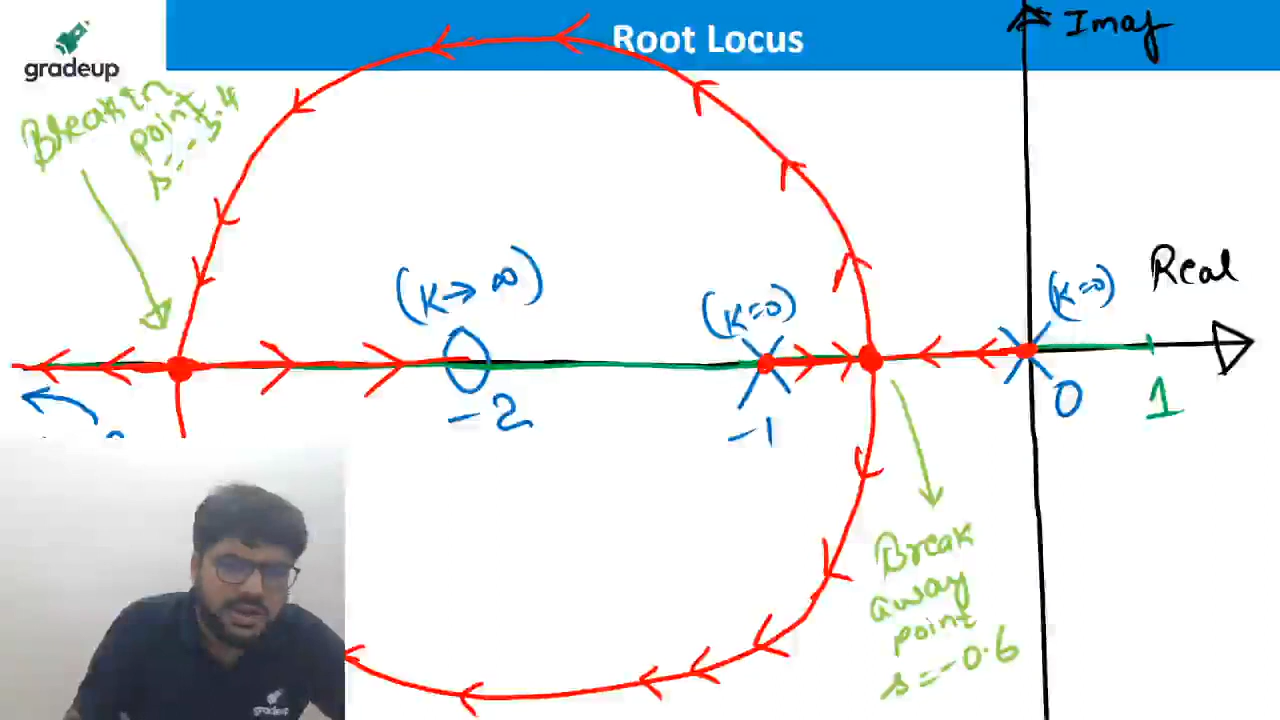 gradeup
Root Locus
Imag
Break in
point
s=-3.4
(K→∞)
(K=0)
(K=0)
Real
-2
-1
0
1
Break
away
point
s=-0.6
gradeup